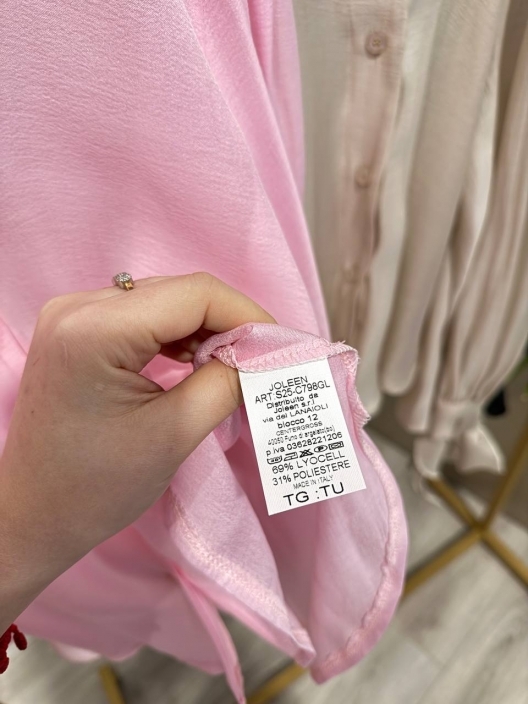 JOLEEN
ART:S25-C798GL
Distribuito da
Joleen s.r.l
via dei LANAIOLI
blocco 12
CENTERGROSS
40050 Funo d'argelato(bo)
p iva 03628221206
69% LYOCELL
31% POLIESTERE
MADE IN ITALY
TG :TU